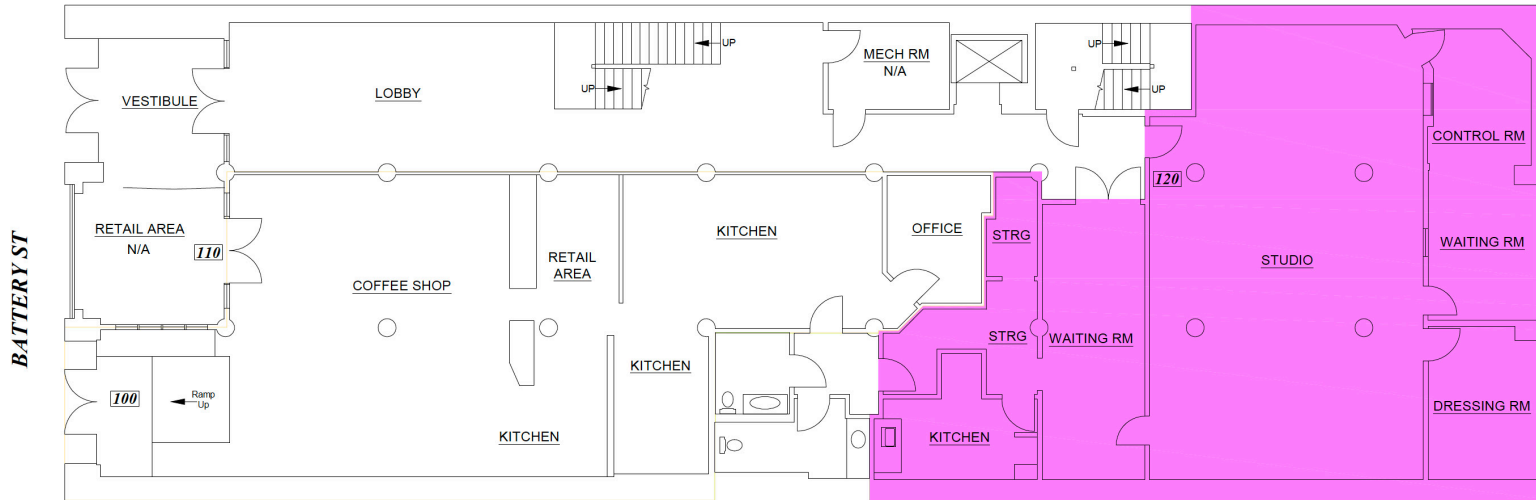 UP
MECH RM
N/A
UP
UP
UP
VESTIBULE
LOBBY
CONTROL RM
120
RETAIL AREA
N/A
110
KITCHEN
OFFICE
STRG
WAITING RM
RETAIL
AREA
STUDIO
COFFEE SHOP
BATTERY ST
STRG
WAITING RM
KITCHEN
100
Ramp
Up
DRESSING RM
KITCHEN
KITCHEN